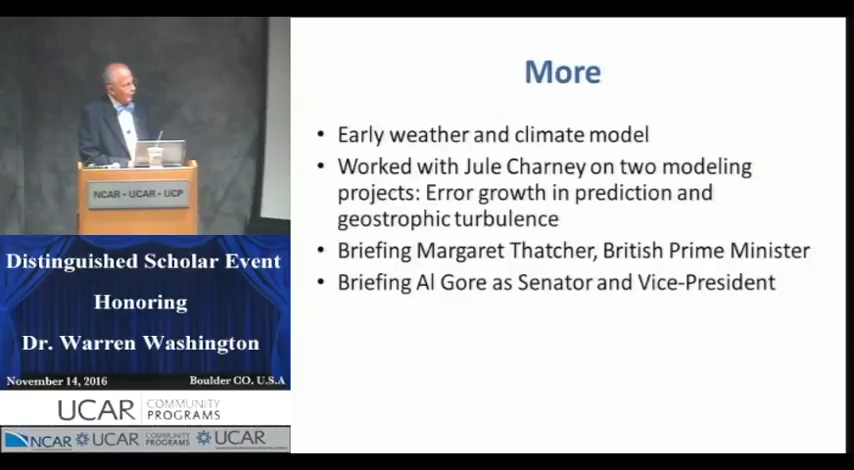 NCAR - UCAR - UCP
Distinguished Scholar Event
Honoring
Dr. Warren Washington
November 14, 2016
Boulder CO, U.S.A
UCAR
COMMUNITY
PROGRAMS
NCAR
UCAR
COMMUNITY
PROGRAMS
UCAR
More
• Early weather and climate model
• Worked with Jule Charney on two modeling
projects: Error growth in prediction and
geostrophic turbulence
• Briefing Margaret Thatcher, British Prime Minister
• Briefing Al Gore as Senator and Vice-President